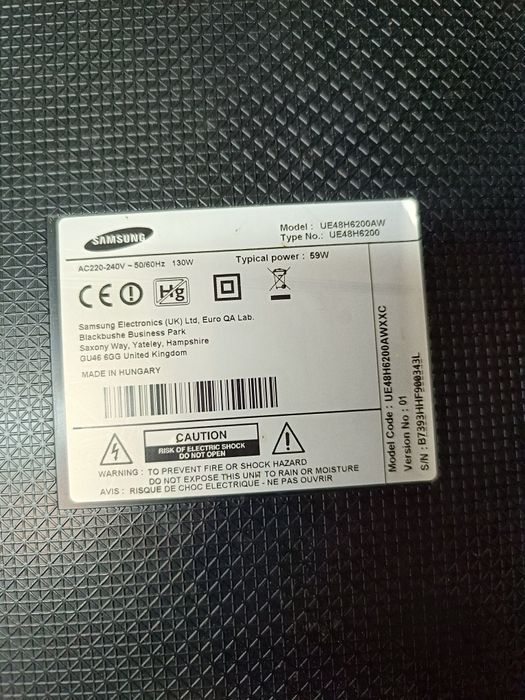 SAMSUNG
Model : UE48H6200AW
Type No.: UE48H6200
AC220-240V ~ 50/60Hz 130W
Typical power : 59W
CE
Hg
Samsung Electronics (UK) Ltd, Euro QA Lab.
Blackbushe Business Park
Saxony Way, Yateley, Hampshire
GU46 6GG United Kingdom
MADE IN HUNGARY
CAUTION
RISK OF ELECTRIC SHOCK
DO NOT OPEN
WARNING : TO PREVENT FIRE OR SHOCK HAZARD
DO NOT EXPOSE THIS UNIT TO RAIN OR MOISTURE
AVIS : RISQUE DE CHOC ELECTRIQUE - NE PAS OUVRIR
Model Code : UE48H6200AWXXC
Version No : 01
S/N : B7393HHF900343L